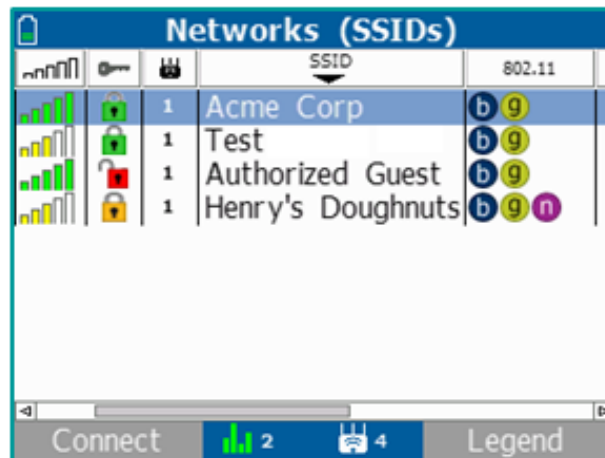 Networks (SSIDs)
SSID 802.11
1 Acme Corp b g
1 Test b g
1 Authorized Guest b g
1 Henry's Doughnuts b g n
Connect 2 4 Legend